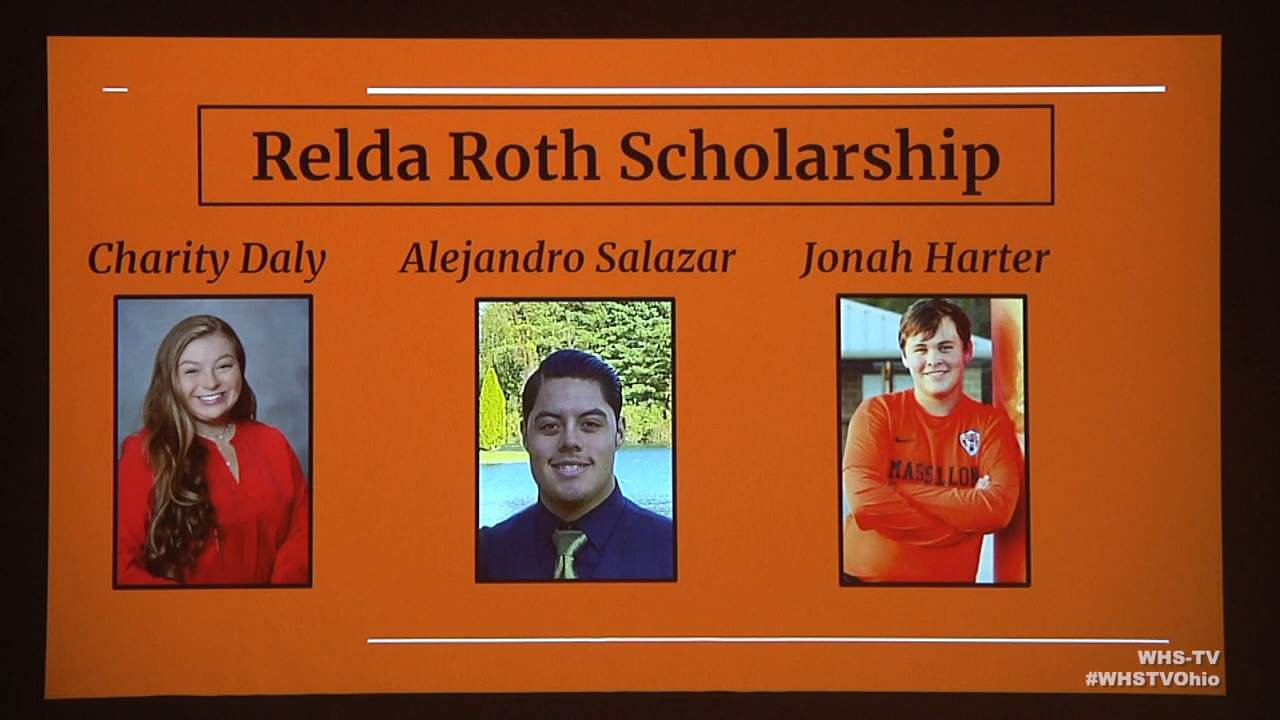 Relda Roth Scholarship
Charity Daly
Alejandro Salazar
Jonah Harter
MASSILLON
WHS-TV
#WHSTVOhio